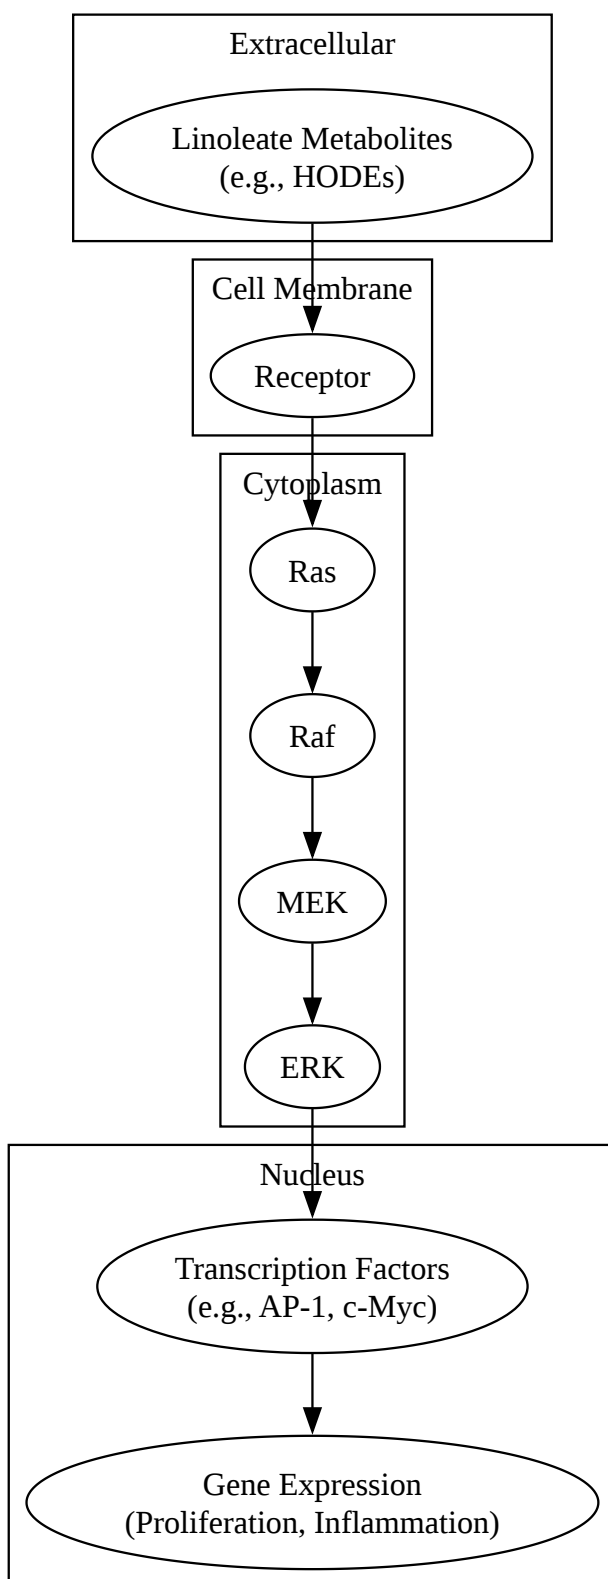 Extracellular
Linoleate Metabolites
(e.g., HODEs)
Cell Membrane
Receptor
Cytoplasm
Ras
Raf
MEK
ERK
Nucleus
Transcription Factors
(e.g., AP-1, c-Myc)
Gene Expression
(Proliferation, Inflammation)